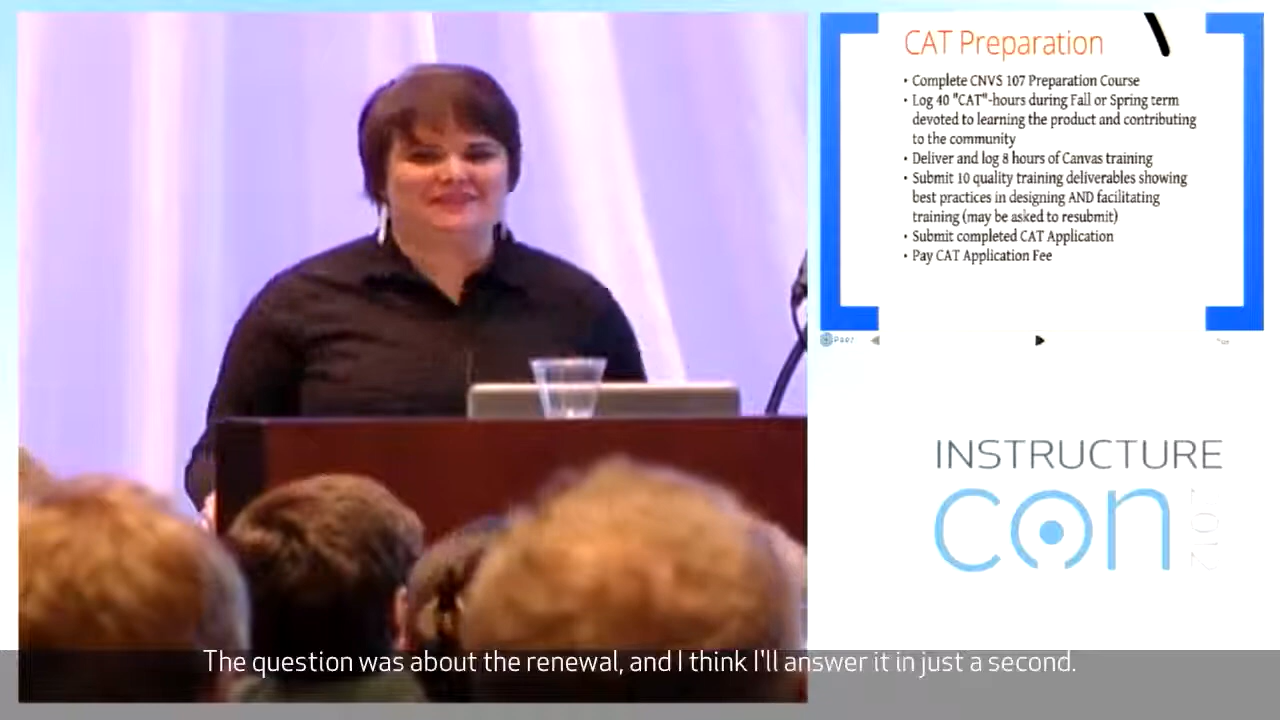 CAT Preparation
• Complete CNVS 107 Preparation Course
• Log 40 "CAT"-hours during Fall or Spring term
devoted to learning the product and contributing
to the community
• Deliver and log 8 hours of Canvas training
• Submit 10 quality training deliverables showing
best practices in designing AND facilitating
training (may be asked to resubmit)
• Submit completed CAT Application
• Pay CAT Application Fee
INSTRUCTURE
con
The question was about the renewal, and I think I'll answer it in just a second.